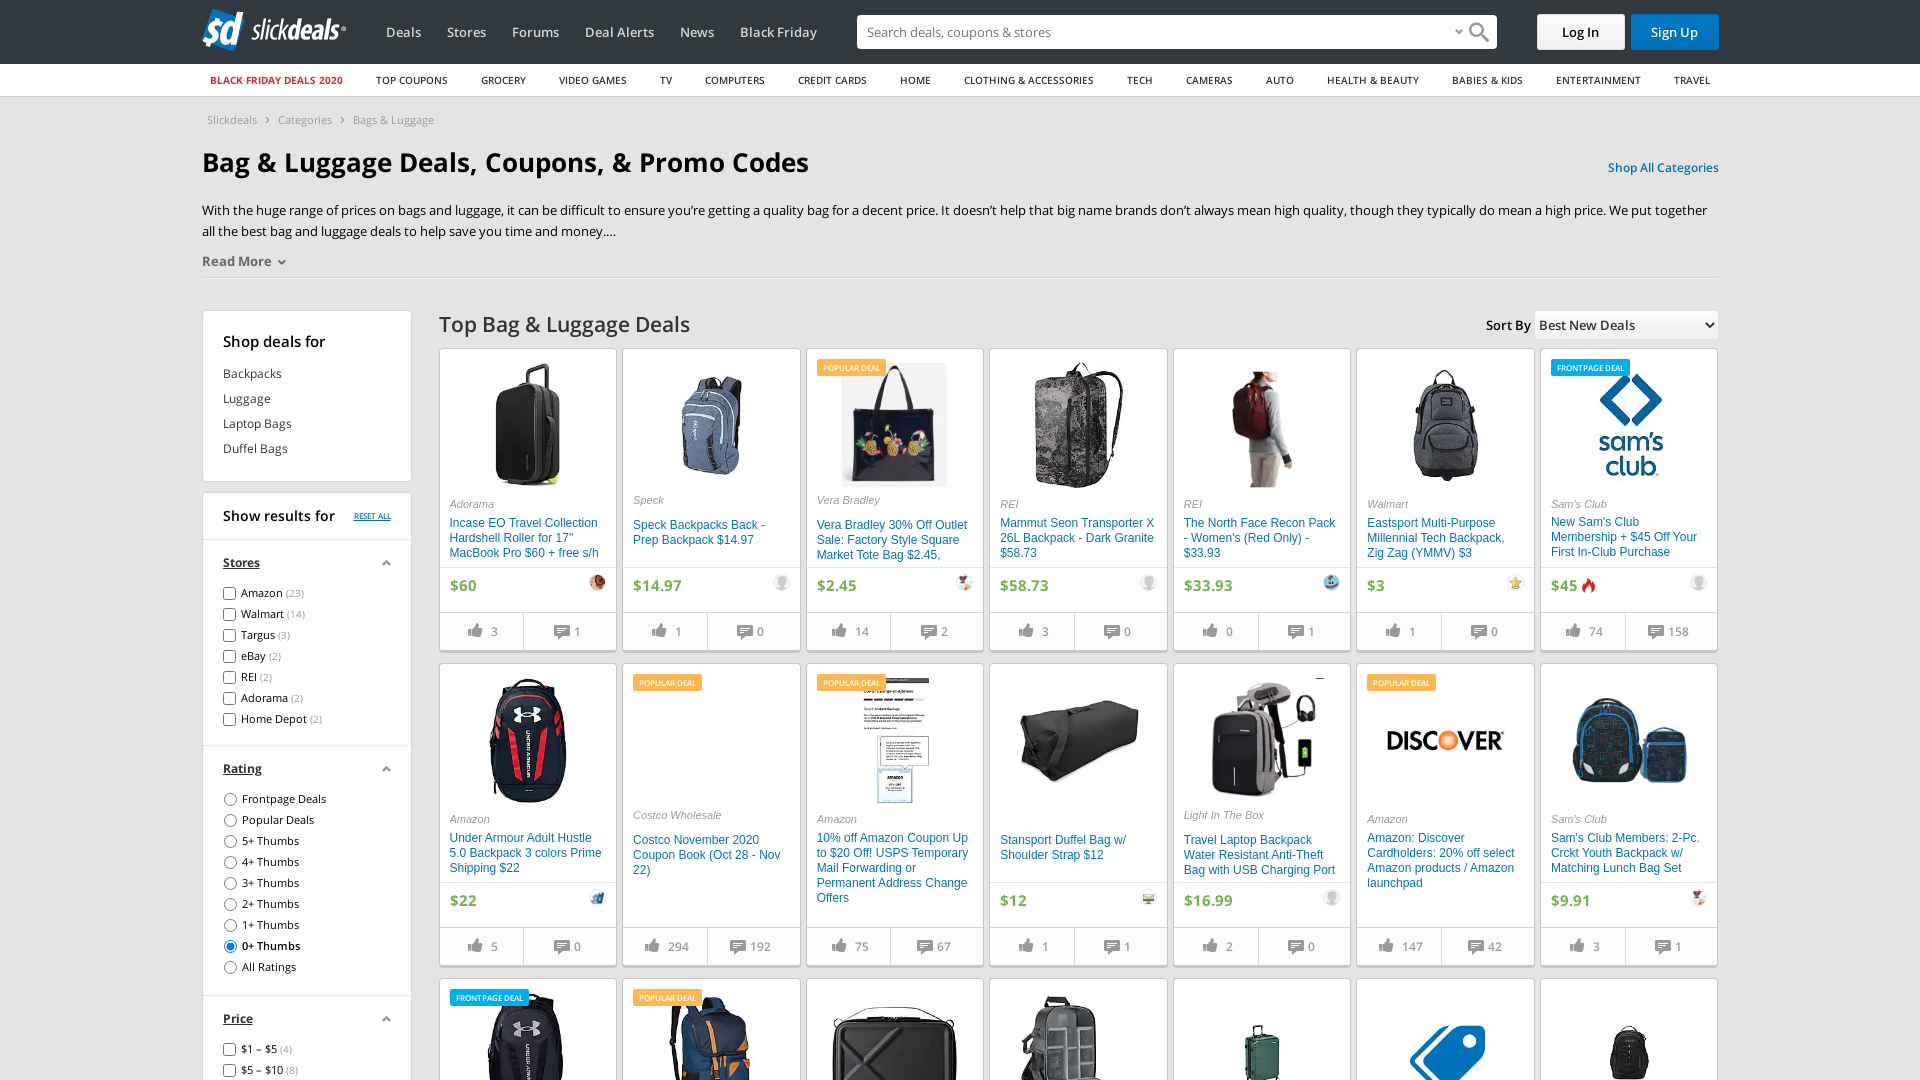 slickdeals
Deals
Stores
Forums
Deal Alerts
News
Black Friday
Search deals, coupons & stores
Log In
Sign Up
BLACK FRIDAY DEALS 2020
TOP COUPONS
GROCERY
VIDEO GAMES
TV
COMPUTERS
CREDIT CARDS
HOME
CLOTHING & ACCESSORIES
TECH
CAMERAS
AUTO
HEALTH & BEAUTY
BABIES & KIDS
ENTERTAINMENT
TRAVEL
Slickdeals
Categories
Bags & Luggage
Bag & Luggage Deals, Coupons, & Promo Codes
Shop All Categories
With the huge range of prices on bags and luggage, it can be difficult to ensure you’re getting a quality bag for a decent price. It doesn’t help that big name brands don’t always mean high quality, though they typically do mean a high price. We put together
all the best bag and luggage deals to help save you time and money.…
Read More
Shop deals for
Backpacks
Luggage
Laptop Bags
Duffel Bags
Show results for
RESET ALL
Stores
Amazon (23)
Walmart (14)
Targus (3)
eBay (2)
REI (2)
Adorama (2)
Home Depot (2)
Rating
Frontpage Deals
Popular Deals
5+ Thumbs
4+ Thumbs
3+ Thumbs
2+ Thumbs
1+ Thumbs
0+ Thumbs
All Ratings
Price
$1 – $5 (4)
$5 – $10 (8)
Top Bag & Luggage Deals
Sort By
Best New Deals
Adorama
Incase EO Travel Collection
Hardshell Roller for 17"
MacBook Pro $60 + free s/h
$60
3
1
Speck
Speck Backpacks Back -
Prep Backpack $14.97
$14.97
1
0
POPULAR DEAL
Vera Bradley
Vera Bradley 30% Off Outlet
Sale: Factory Style Square
Market Tote Bag $2.45,
$2.45
14
2
REI
Mammut Seon Transporter X
26L Backpack - Dark Granite
$58.73
$58.73
3
0
REI
The North Face Recon Pack
- Women's (Red Only) -
$33.93
$33.93
0
1
Walmart
Eastsport Multi-Purpose
Millennial Tech Backpack,
Zig Zag (YMMV) $3
$3
1
0
FRONTPAGE DEAL
sam's
club
Sam's Club
New Sam's Club
Membership + $45 Off Your
First In-Club Purchase
$45
74
158
UNDER ARMOUR
Amazon
Under Armour Adult Hustle
5.0 Backpack 3 colors Prime
Shipping $22
$22
5
0
POPULAR DEAL
Costco Wholesale
Costco November 2020
Coupon Book (Oct 28 - Nov
22)
294
192
POPULAR DEAL
Amazon
10% off Amazon Coupon Up
to $20 Off! USPS Temporary
Mail Forwarding or
Permanent Address Change
Offers
75
67
Stansport Duffel Bag w/
Shoulder Strap $12
$12
1
1
Light In The Box
Travel Laptop Backpack
Water Resistant Anti-Theft
Bag with USB Charging Port
$16.99
2
0
POPULAR DEAL
DISCOVER
Amazon
Amazon: Discover
Cardholders: 20% off select
Amazon products / Amazon
launchpad
147
42
Sam's Club
Sam's Club Members: 2-Pc.
Crckt Youth Backpack w/
Matching Lunch Bag Set
$9.91
3
1
FRONTPAGE DEAL
POPULAR DEAL